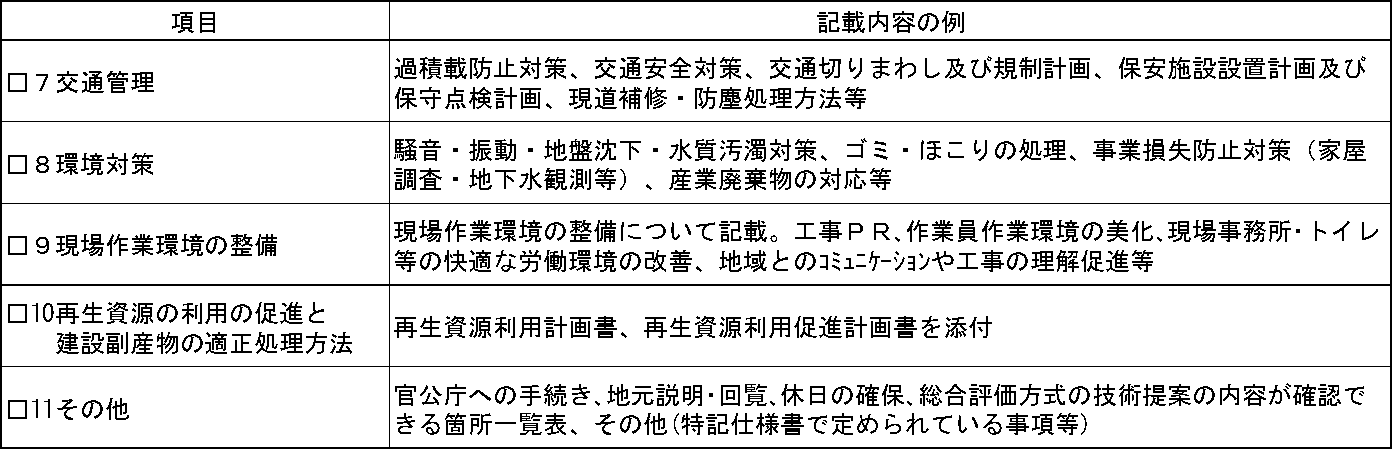 項目
記載内容の例
□７交通管理
過積載防止対策、交通安全対策、交通切りまわし及び規制計画、保安施設設置計画及び
保守点検計画、現道補修・防塵処理方法等
□８環境対策
騒音・振動・地盤沈下・水質汚濁対策、ゴミ・ほこりの処理、事業損失防止対策（家屋
調査・地下水観測等）、産業廃棄物の対応等
□９現場作業環境の整備
現場作業環境の整備について記載。工事ＰＲ､作業員作業環境の美化､現場事務所･トイレ
等の快適な労働環境の改善、地域とのｺﾐｭﾆｹｰｼｮﾝや工事の理解促進等
□10再生資源の利用の促進と
建設副産物の適正処理方法
再生資源利用計画書、再生資源利用促進計画書を添付
□11その他
官公庁への手続き､地元説明･回覧､休日の確保､総合評価方式の技術提案の内容が確認で
きる箇所一覧表、その他(特記仕様書で定められている事項等)